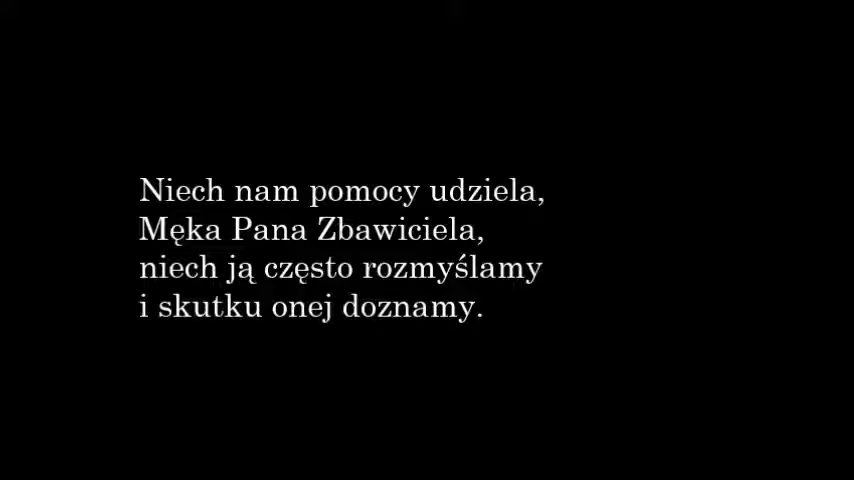 Niech nam pomocy udziela,
Męka Pana Zbawiciela,
niech ją często rozmyślamy
i skutku onej doznamy.